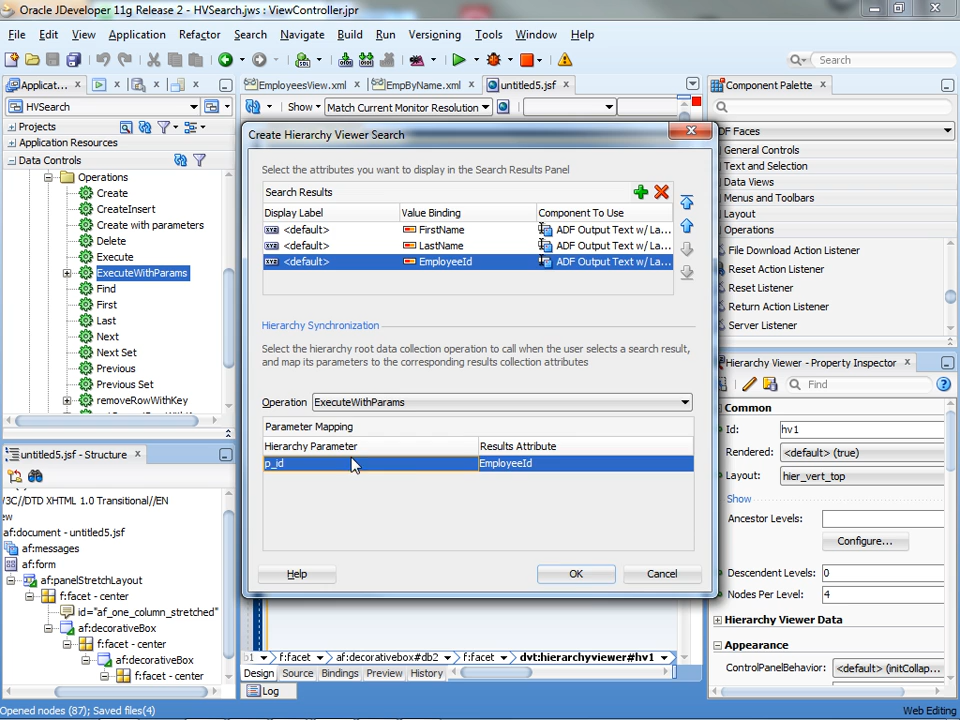 Oracle JDeveloper 11g Release 2 - HVSearch.jws : ViewController.jpr
File Edit View Application Refactor Search Navigate Build Run Versioning Tools Window Help
Search
Applicat...
EmployeesView.xml
EmpByName.xml
untitled5.jsf
Component Palette
HVSearch
Show
Match Current Monitor Resolution
Projects
Application Resources
Data Controls
Operations
Create
CreateInsert
Create with parameters
Delete
Execute
ExecuteWithParams
Find
First
Last
Next
Next Set
Previous
Previous Set
removeRowWithKey
Create Hierarchy Viewer Search
Select the attributes you want to display in the Search Results Panel
Search Results
Display Label Value Binding Component To Use
<default> FirstName ADF Output Text w/ La...
<default> LastName ADF Output Text w/ La...
<default> EmployeeId ADF Output Text w/ La...
Hierarchy Synchronization
Select the hierarchy root data collection operation to call when the user selects a search result,
and map its parameters to the corresponding results collection attributes
Operation ExecuteWithParams
Parameter Mapping
Hierarchy Parameter Results Attribute
p_id EmployeeId
Help OK Cancel
DF Faces
General Controls
Text and Selection
Data Views
Menus and Toolbars
Layout
Operations
File Download Action Listener
Reset Action Listener
Reset Listener
Return Action Listener
Server Listener
Hierarchy Viewer - Property Inspector
Find
Common
Id: hv1
Rendered: <default> (true)
Layout: hier_vert_top
Show
Ancestor Levels:
Configure...
Descendent Levels: 0
Nodes Per Level: 4
Hierarchy Viewer Data
Appearance
ControlPanelBehavior: <default> (initCollap...
untitled5.jsf - Structure
W3C//DTD XHTML 1.0 Transitional//EN
ew
af:document - untitled5.jsf
af:messages
af:form
af:panelStretchLayout
f:facet - center
id="af_one_column_stretched"
af:decorativeBox
f:facet - center
af:decorativeBox
f:facet - center
b1 f:facet af:decorativebox#db2 f:facet dvt:hierarchyviewer#hv1
Design Source Bindings Preview History
Log
Opened nodes (87); Saved files(4)
Web Editing